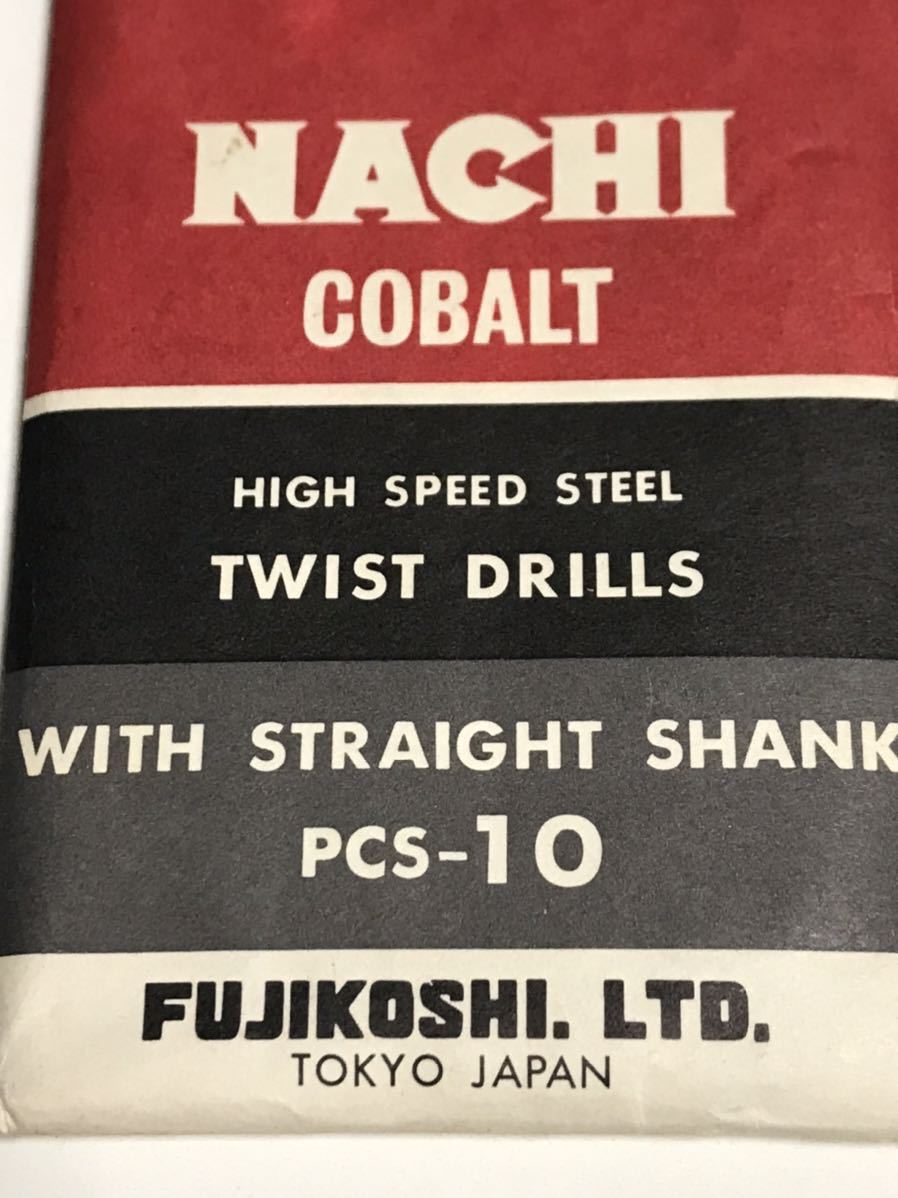 NACHI
COBALT
HIGH SPEED STEEL
TWIST DRILLS
WITH STRAIGHT SHANK
PCS-10
FUJIKOSHI. LTD.
TOKYO JAPAN